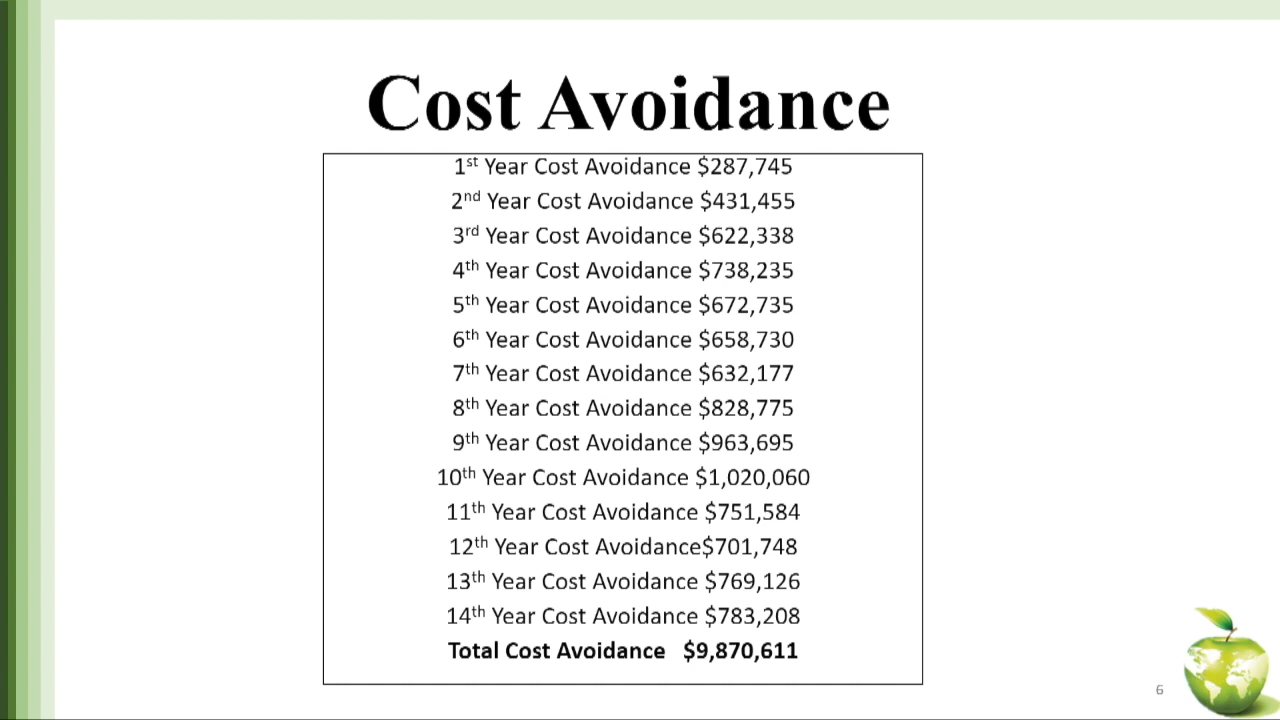 Cost Avoidance
1st Year Cost Avoidance $287,745
2nd Year Cost Avoidance $431,455
3rd Year Cost Avoidance $622,338
4th Year Cost Avoidance $738,235
5th Year Cost Avoidance $672,735
6th Year Cost Avoidance $658,730
7th Year Cost Avoidance $632,177
8th Year Cost Avoidance $828,775
9th Year Cost Avoidance $963,695
10th Year Cost Avoidance $1,020,060
11th Year Cost Avoidance $751,584
12th Year Cost Avoidance$701,748
13th Year Cost Avoidance $769,126
14th Year Cost Avoidance $783,208
Total Cost Avoidance $9,870,611
6